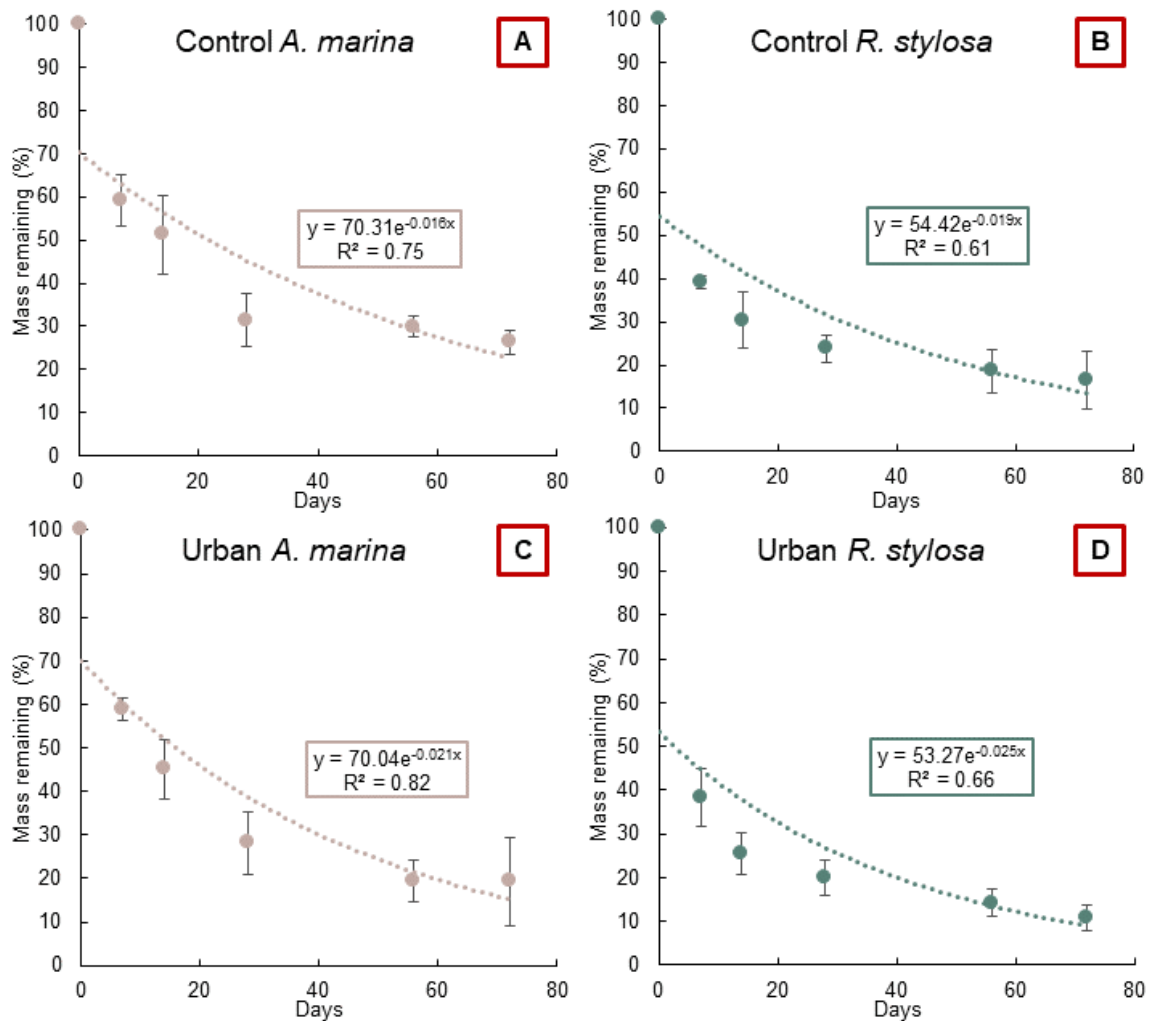 Control A. marina
A
Mass remaining (%)
100
90
80
70
60
50
40
30
20
10
0
y = 70.31e-0.016x
R² = 0.75
0 20 40 60 80
Days
Control R. stylosa
B
Mass remaining (%)
100
90
80
70
60
50
40
30
20
10
0
y = 54.42e-0.019x
R² = 0.61
0 20 40 60 80
Days
Urban A. marina
C
Mass remaining (%)
100
90
80
70
60
50
40
30
20
10
0
y = 70.04e-0.021x
R² = 0.82
0 20 40 60 80
Days
Urban R. stylosa
D
Mass remaining (%)
100
90
80
70
60
50
40
30
20
10
0
y = 53.27e-0.025x
R² = 0.66
0 20 40 60 80
Days